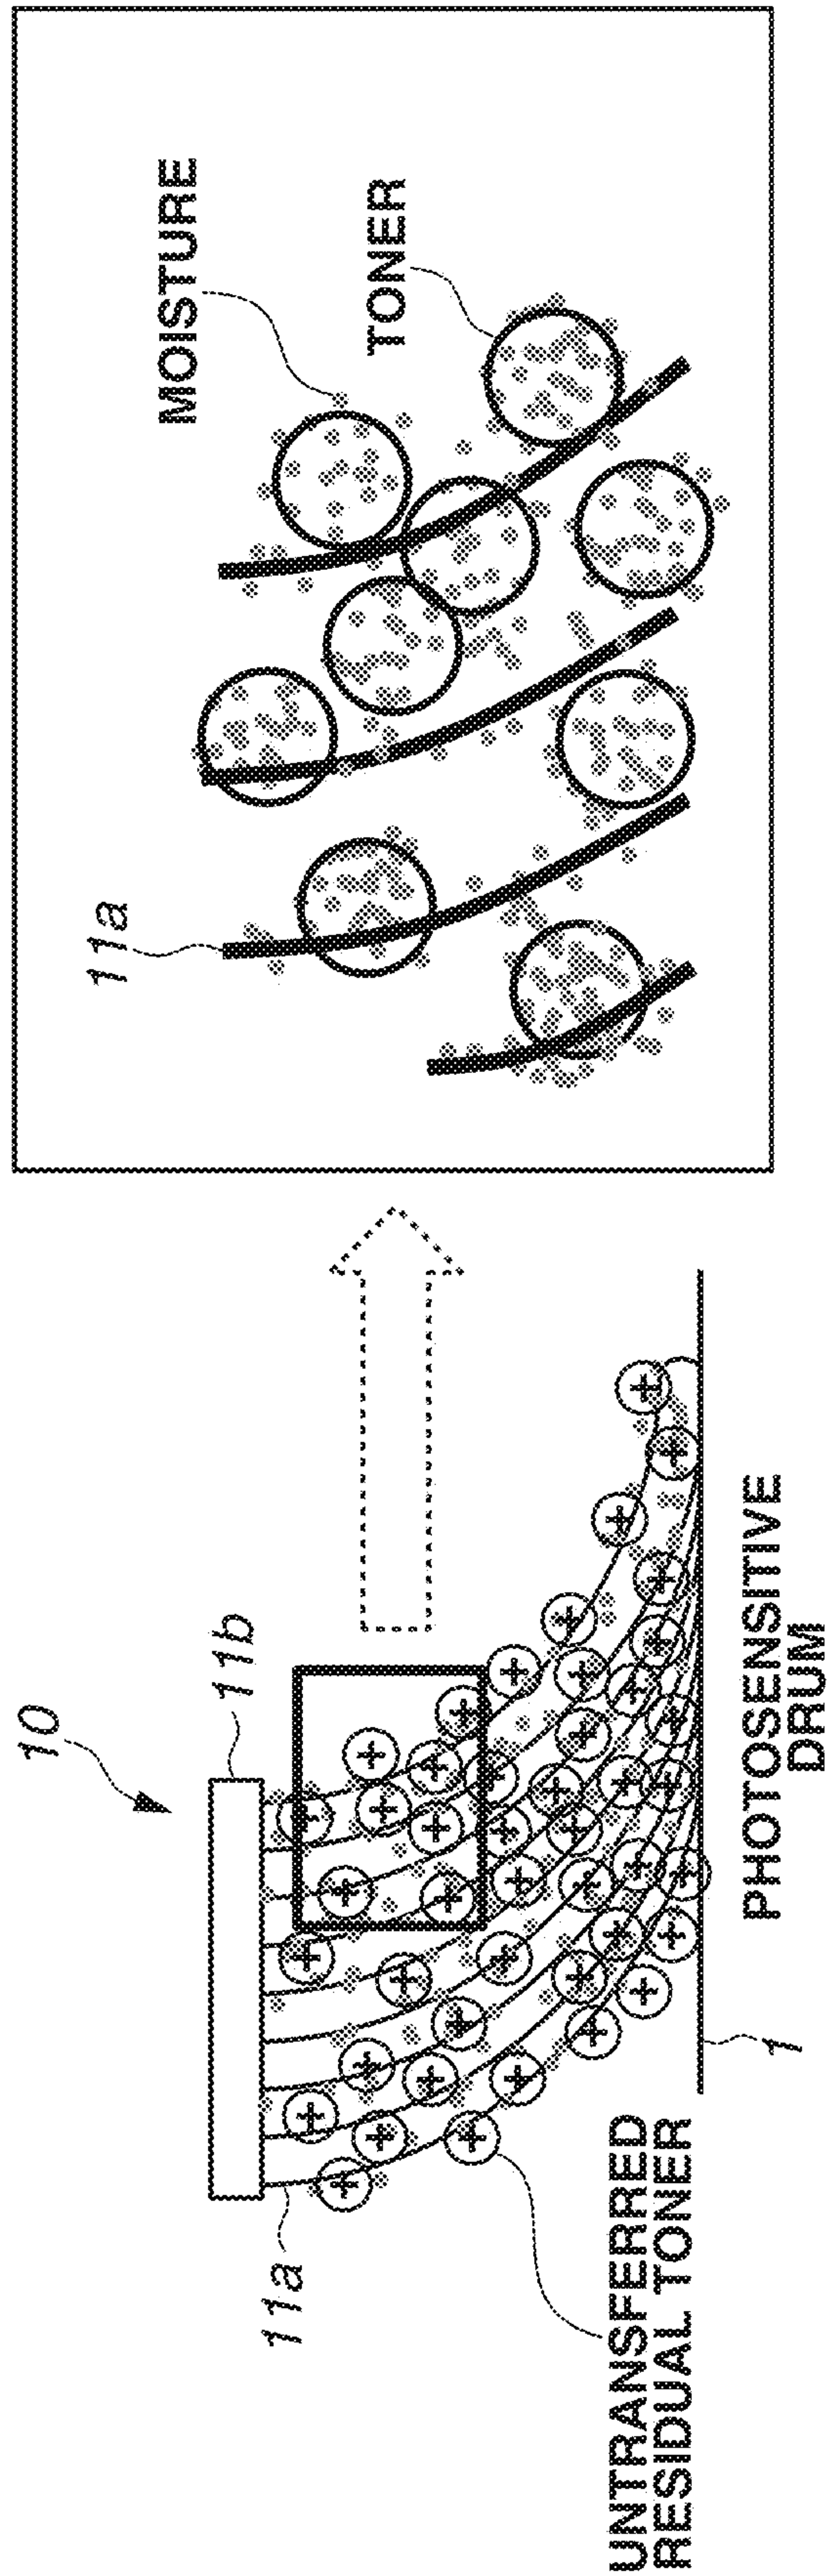 10
11b
11a
UNTRANSFERRED
RESIDUAL TONER
1
PHOTOSENSITIVE
DRUM
11a
MOISTURE
TONER